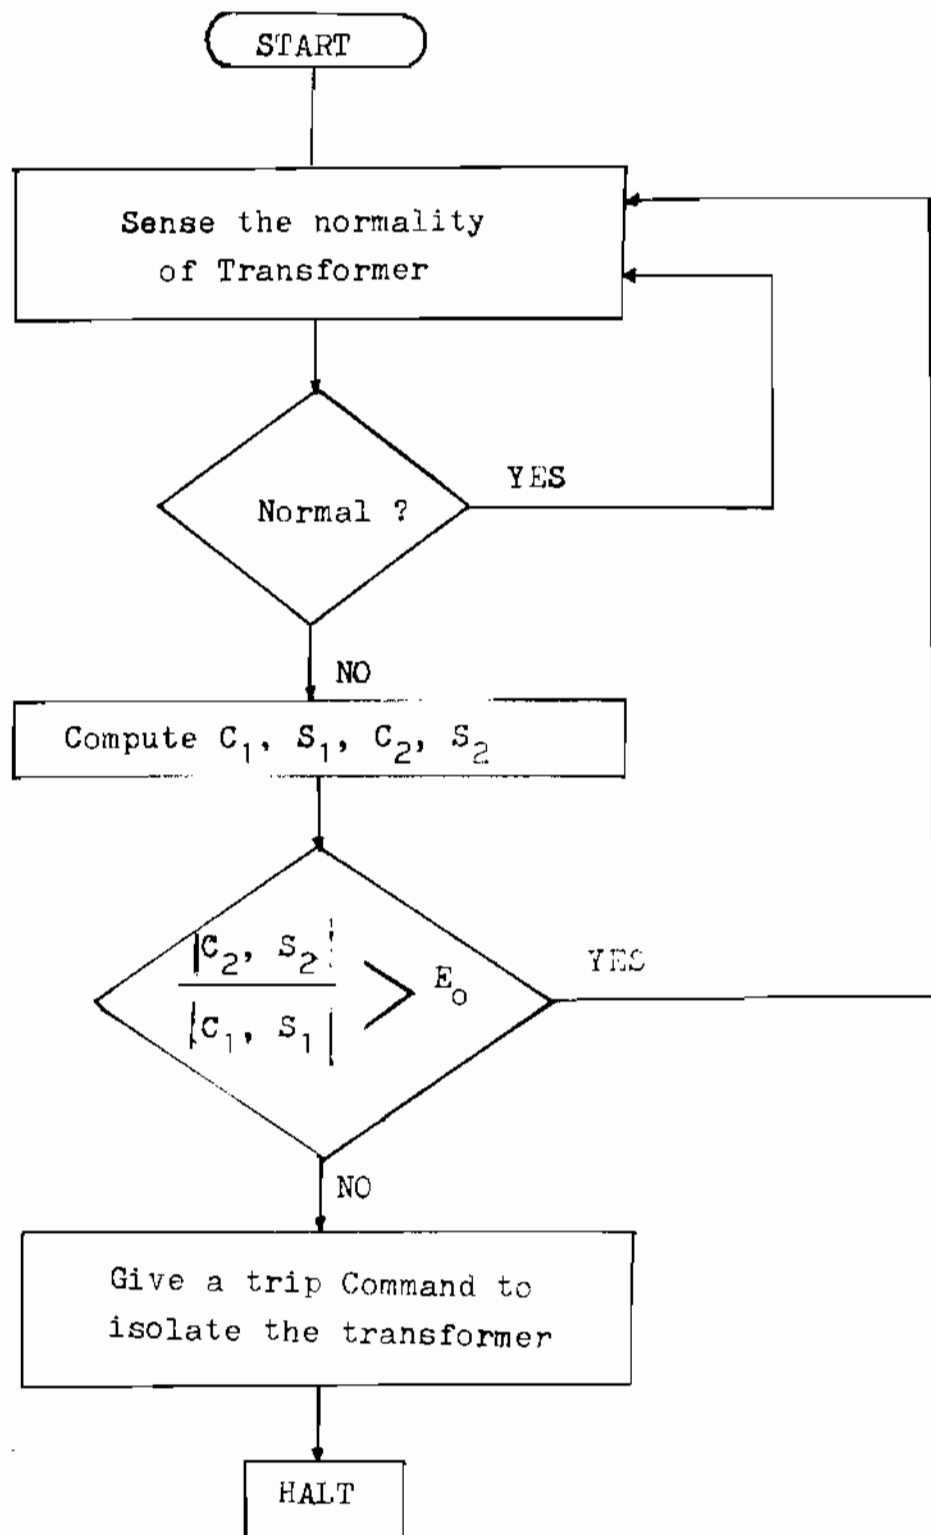 START
Sense the normality
of Transformer
YES
Normal ?
NO
Compute C₁, S₁, C₂, S₂
|C₂, S₂|
YES
> E₀
|C₁, S₁|
NO
Give a trip Command to
isolate the transformer
HALT